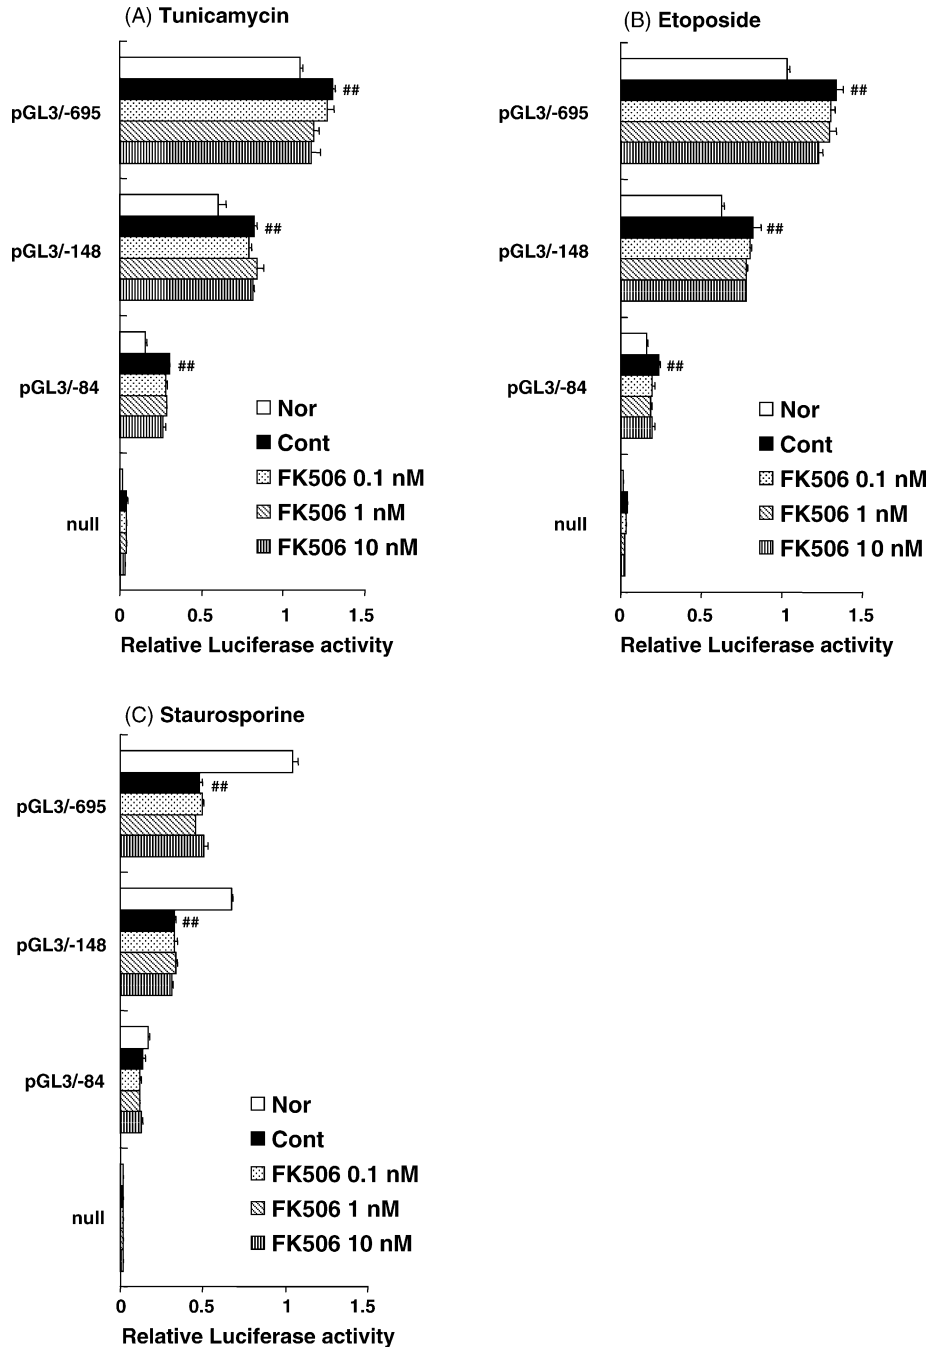 (A) Tunicamycin
pGL3/-695
##
pGL3/-148
##
pGL3/-84
##
null
Nor
Cont
FK506 0.1 nM
FK506 1 nM
FK506 10 nM
0 0.5 1 1.5
Relative Luciferase activity
(B) Etoposide
pGL3/-695
##
pGL3/-148
##
pGL3/-84
##
null
Nor
Cont
FK506 0.1 nM
FK506 1 nM
FK506 10 nM
0 0.5 1 1.5
Relative Luciferase activity
(C) Staurosporine
pGL3/-695
##
pGL3/-148
##
pGL3/-84
null
Nor
Cont
FK506 0.1 nM
FK506 1 nM
FK506 10 nM
0 0.5 1 1.5
Relative Luciferase activity